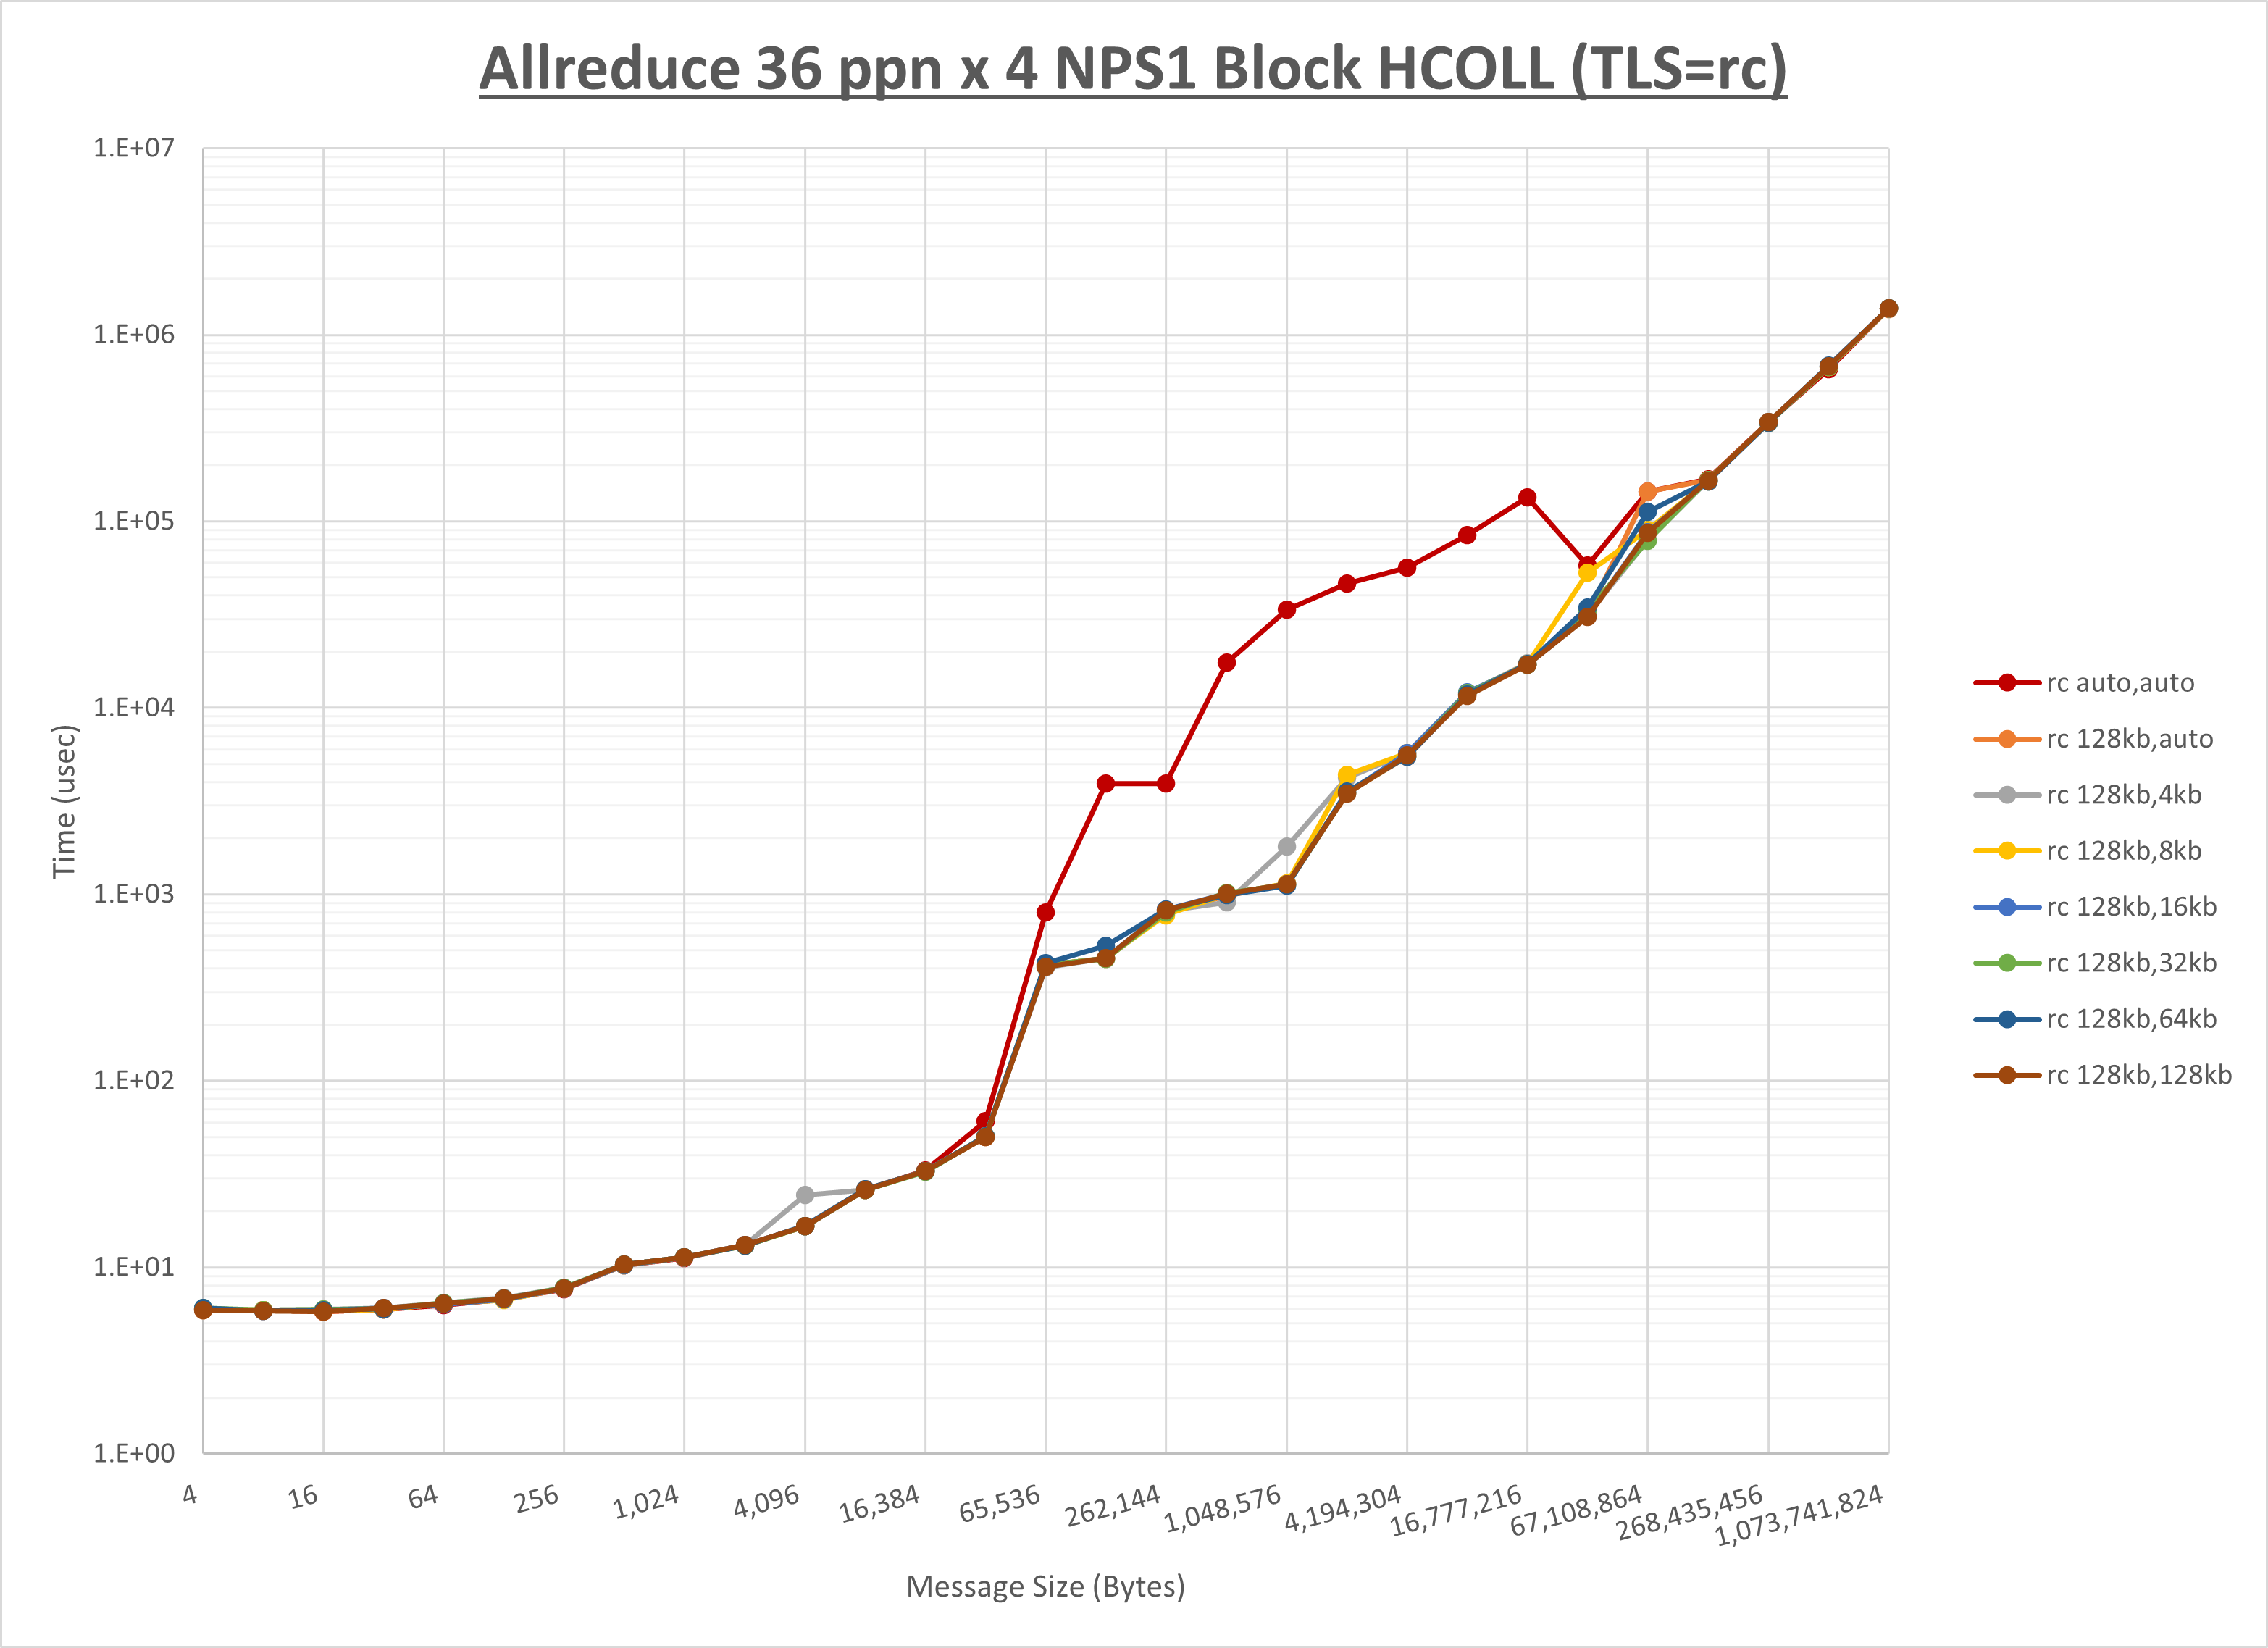 Allreduce 36 ppn x 4 NPS1 Block HCOLL (TLS=rc)
1.E+07
1.E+06
1.E+05
1.E+04
1.E+03
1.E+02
1.E+01
1.E+00
Time (usec)
4
16
64
256
1,024
4,096
16,384
65,536
262,144
1,048,576
4,194,304
16,777,216
67,108,864
268,435,456
1,073,741,824
Message Size (Bytes)
rc auto,auto
rc 128kb,auto
rc 128kb,4kb
rc 128kb,8kb
rc 128kb,16kb
rc 128kb,32kb
rc 128kb,64kb
rc 128kb,128kb